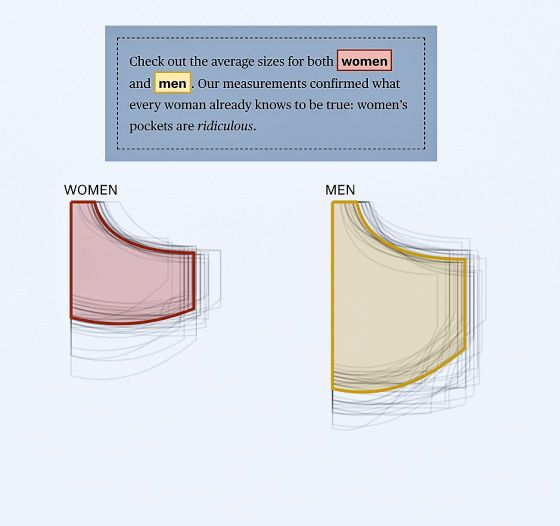 Check out the average sizes for both women
and men. Our measurements confirmed what
every woman already knows to be true: women’s
pockets are ridiculous.
WOMEN
MEN